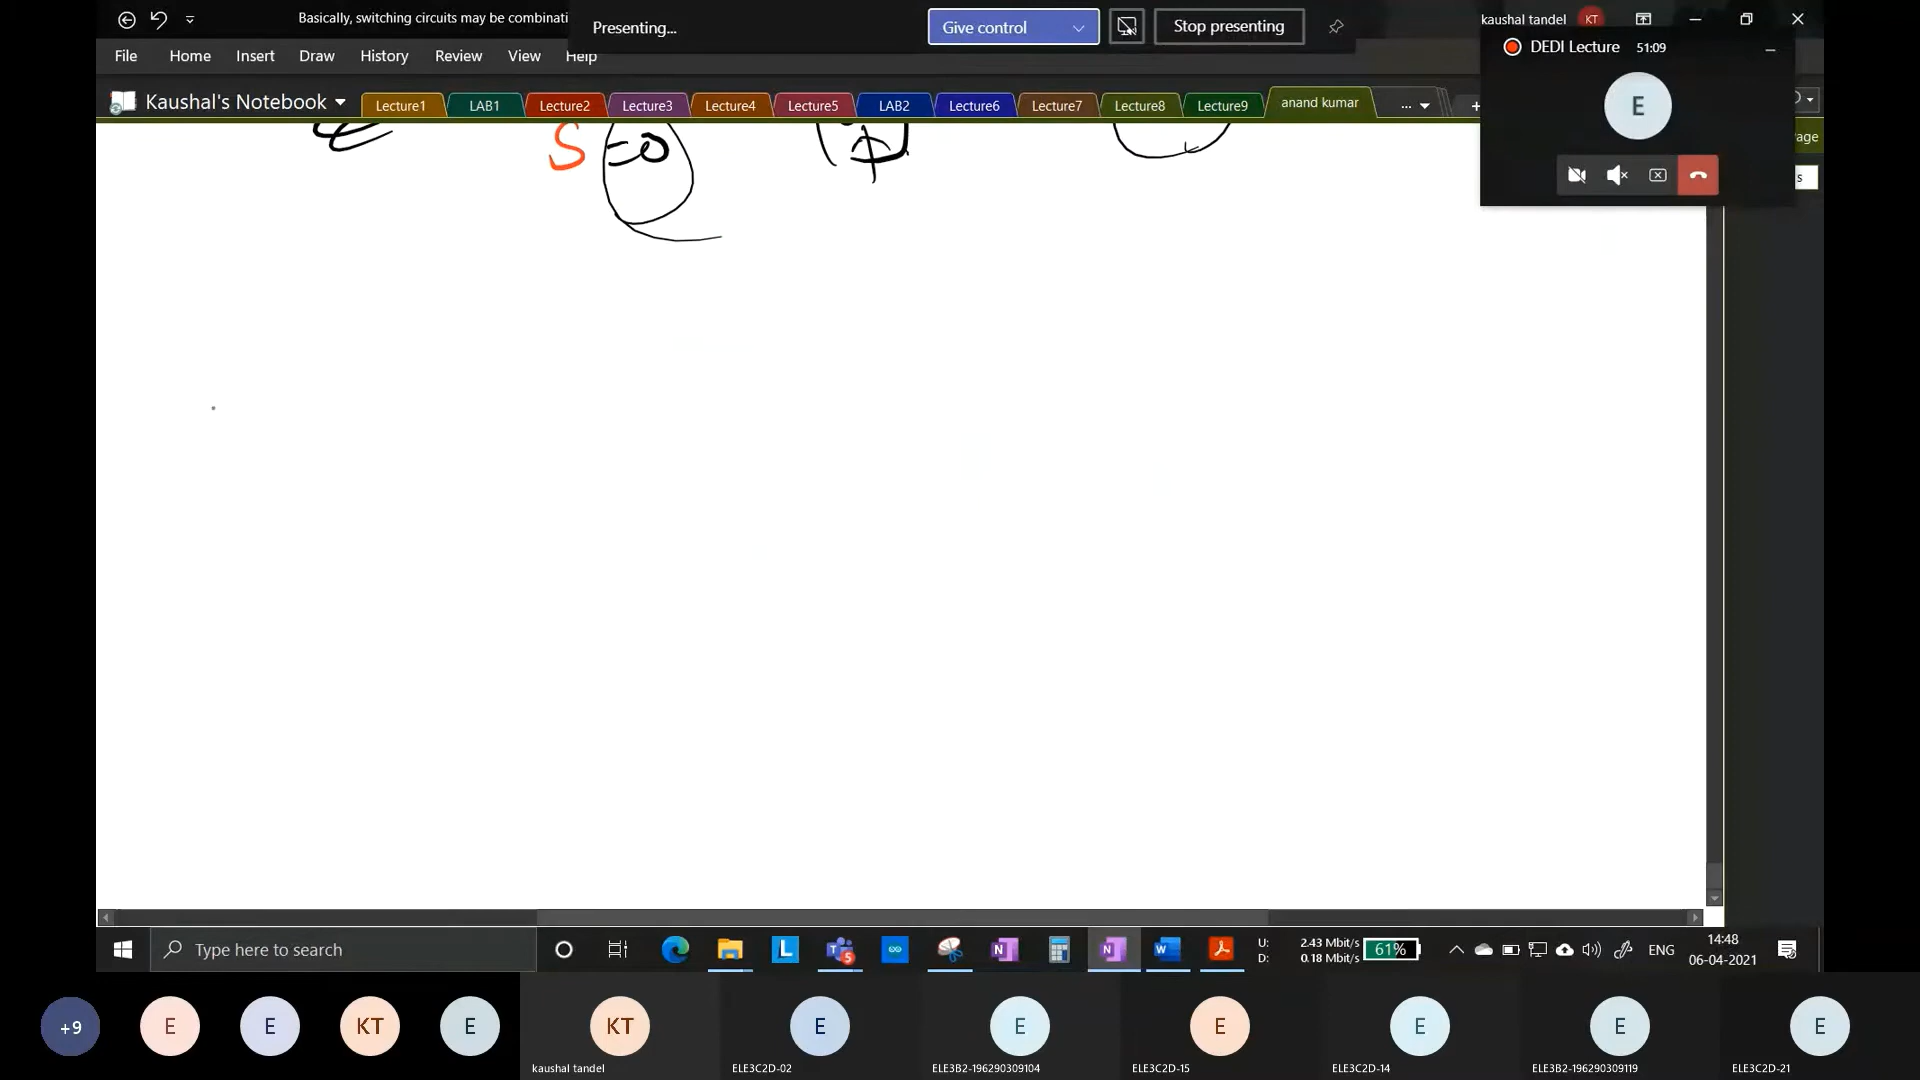 Basically, switching circuits may be combinati
Presenting...
Give control
Stop presenting
kaushal tandel
KT
DEDI Lecture 51:09
File Home Insert Draw History Review View Help
Kaushal's Notebook
Lecture1 LAB1 Lecture2 Lecture3 Lecture4 Lecture5 LAB2 Lecture6 Lecture7 Lecture8 Lecture9 anand kumar ...
E
age
s
S =0
Type here to search
U: 2.43 Mbit/s
D: 0.18 Mbit/s
61%
ENG
14:48
06-04-2021
+9 E E KT E KT E E E E E E
kaushal tandel ELE3C2D-02 ELE3B2-196290309104 ELE3C2D-15 ELE3C2D-14 ELE3B2-196290309119 ELE3C2D-21